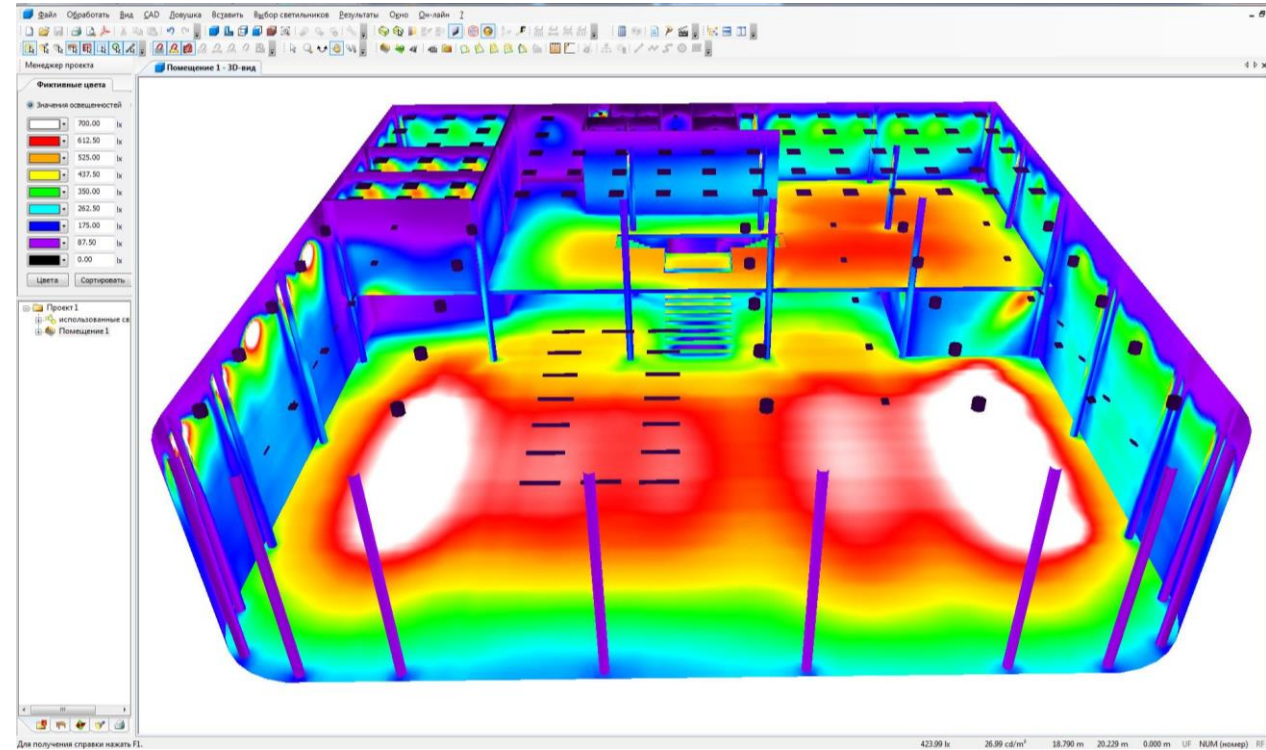 Файл Обработать Вид CAD Довушка Вставить Выбор светильников Результаты Окно Он-лайн ?
Менеджер проекта
Помещение 1 - 3D-вид
Фиктивные цвета
Значения освещенностей
700.00 lx
612.50 lx
525.00 lx
437.50 lx
350.00 lx
262.50 lx
175.00 lx
87.50 lx
0.00 lx
Цвета Сортировать
Проект 1
использованные св
Помещение 1
Для получения справки нажать F1. 423.99 lx 26.99 cd/m² 18.790 m 20.229 m 0.000 m UF NUM (номер) RF